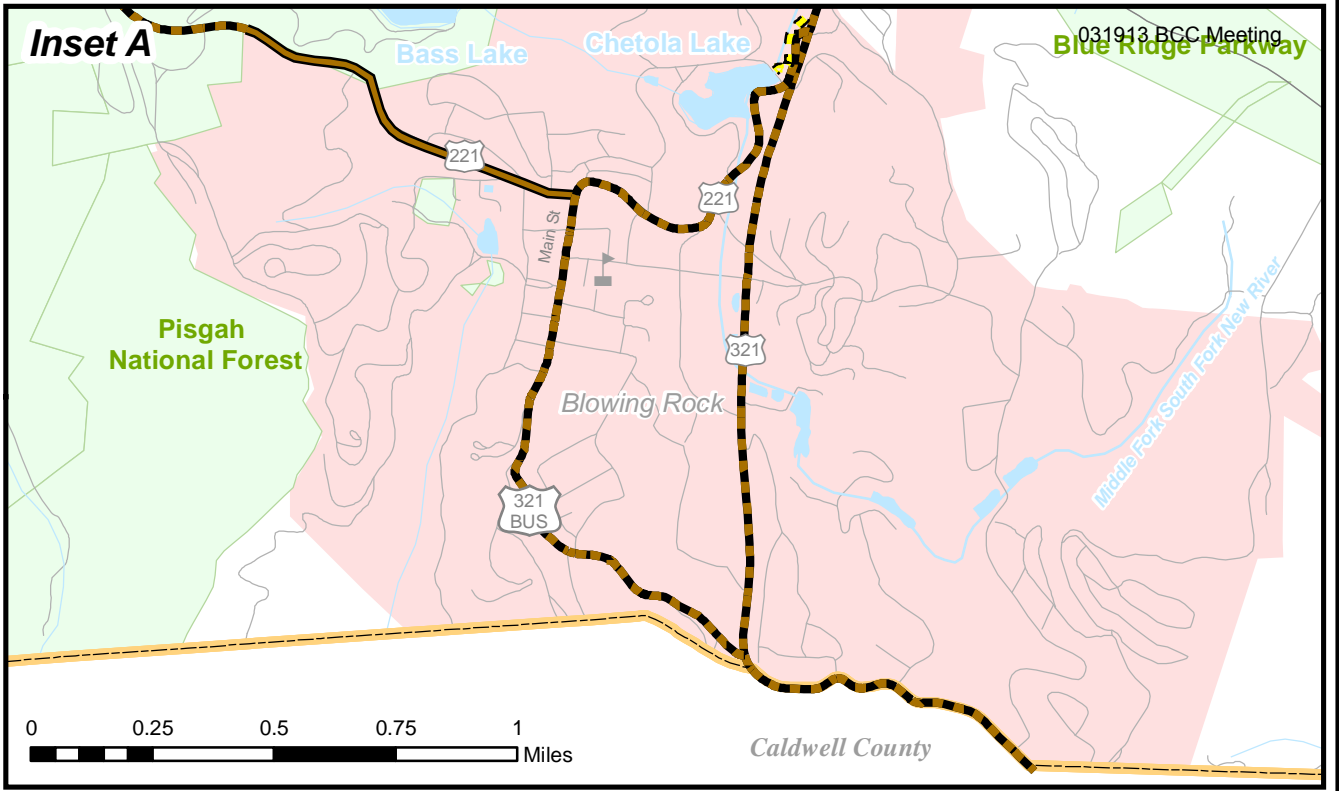 Inset A
031913 BCC Meeting
Blue Ridge Parkway
Bass Lake
Chetola Lake
221
221
Main St
Pisgah
National Forest
321
Blowing Rock
Middle Fork South Fork New River
321
BUS
0 0.25 0.5 0.75 1
Miles
Caldwell County